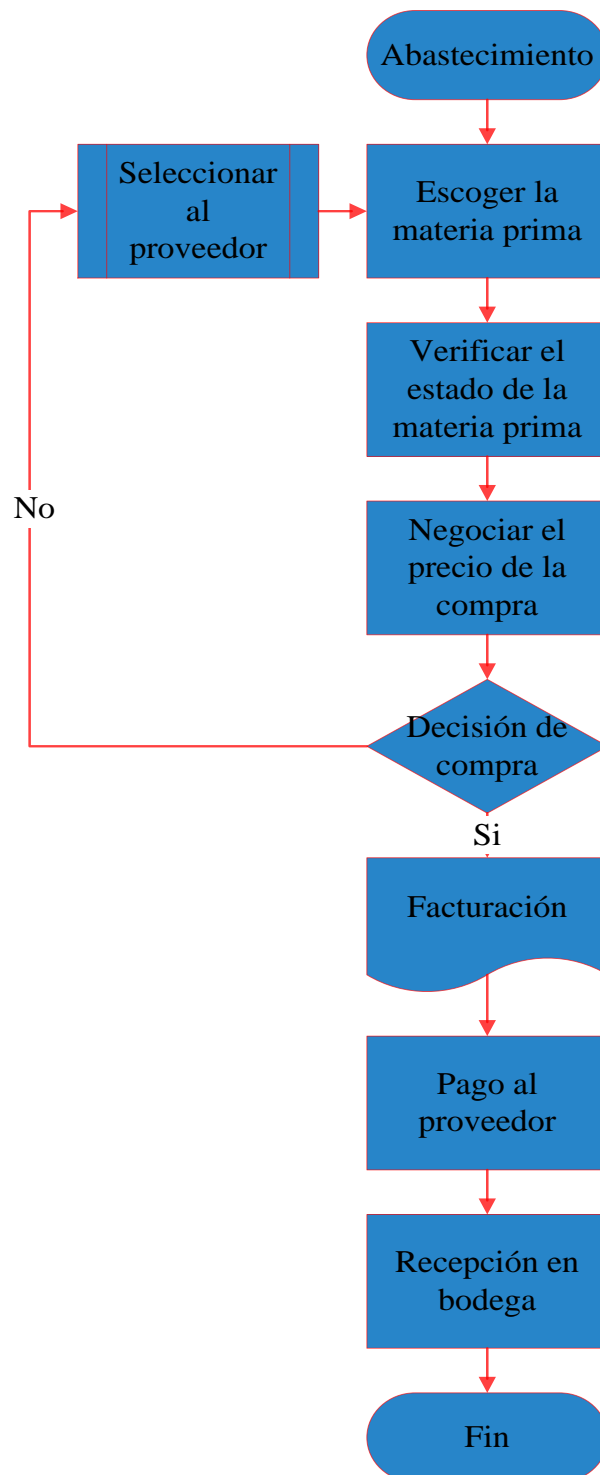 Abastecimiento
Seleccionar
al
proveedor
Escoger la
materia prima
Verificar el
estado de la
materia prima
No
Negociar el
precio de la
compra
Decisión de
compra
Si
Facturación
Pago al
proveedor
Recepción en
bodega
Fin